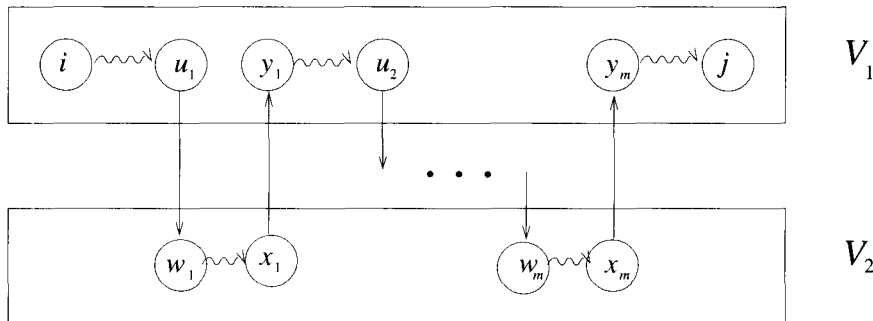 i u₁ y₁ u₂ yₘ j V₁
• • •
w₁ x₁ wₘ xₘ V₂